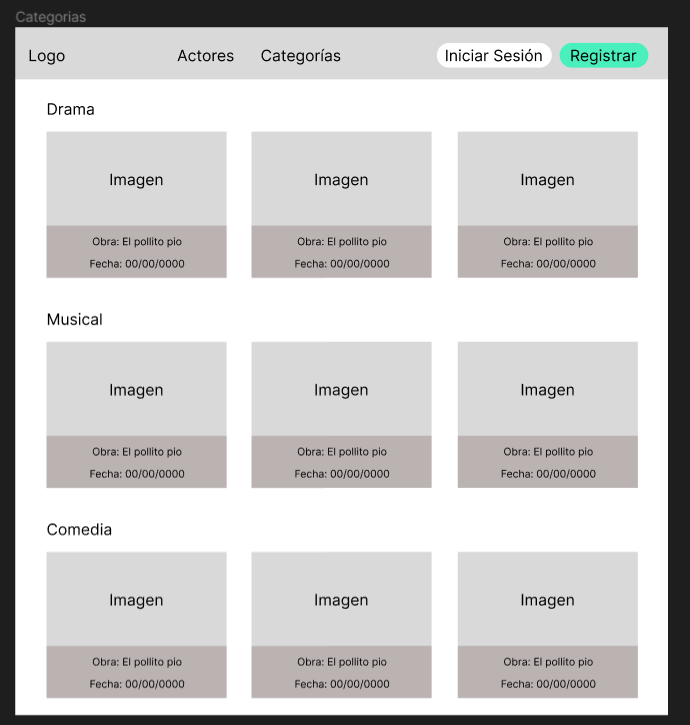 Categorias
Logo Actores Categorías Iniciar Sesión Registrar
Drama
Imagen Imagen Imagen
Obra: El pollito pio Obra: El pollito pio Obra: El pollito pio
Fecha: 00/00/0000 Fecha: 00/00/0000 Fecha: 00/00/0000
Musical
Imagen Imagen Imagen
Obra: El pollito pio Obra: El pollito pio Obra: El pollito pio
Fecha: 00/00/0000 Fecha: 00/00/0000 Fecha: 00/00/0000
Comedia
Imagen Imagen Imagen
Obra: El pollito pio Obra: El pollito pio Obra: El pollito pio
Fecha: 00/00/0000 Fecha: 00/00/0000 Fecha: 00/00/0000